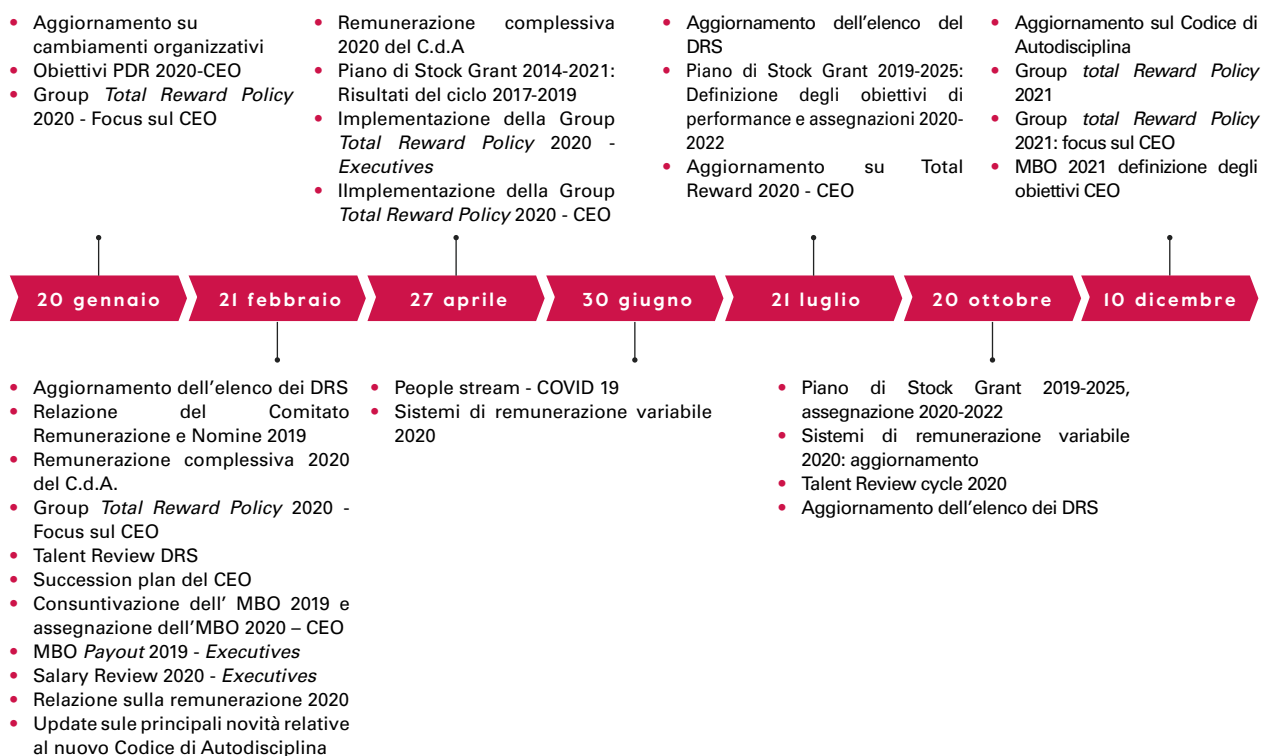 • Aggiornamento su
cambiamenti organizzativi
• Obiettivi PDR 2020-CEO
• Group Total Reward Policy
2020 - Focus sul CEO
• Remunerazione complessiva
2020 del C.d.A
• Piano di Stock Grant 2014-2021:
Risultati del ciclo 2017-2019
• Implementazione della Group
Total Reward Policy 2020 -
Executives
• IImplementazione della Group
Total Reward Policy 2020 - CEO
• Aggiornamento dell'elenco del
DRS
• Piano di Stock Grant 2019-2025:
Definizione degli obiettivi di
performance e assegnazioni 2020-
2022
• Aggiornamento su Total
Reward 2020 - CEO
• Aggiornamento sul Codice di
Autodisciplina
• Group total Reward Policy
2021
• Group total Reward Policy
2021: focus sul CEO
• MBO 2021 definizione degli
obiettivi CEO
20 gennaio
21 febbraio
27 aprile
30 giugno
21 luglio
20 ottobre
10 dicembre
• Aggiornamento dell'elenco dei DRS
• Relazione del Comitato
Remunerazione e Nomine 2019
• Remunerazione complessiva 2020
del C.d.A.
• Group Total Reward Policy 2020 -
Focus sul CEO
• Talent Review DRS
• Succession plan del CEO
• Consuntivazione dell' MBO 2019 e
assegnazione dell'MBO 2020 – CEO
• MBO Payout 2019 - Executives
• Salary Review 2020 - Executives
• Relazione sulla remunerazione 2020
• Update sule principali novità relative
al nuovo Codice di Autodisciplina
• People stream - COVID 19
• Sistemi di remunerazione variabile
2020
• Piano di Stock Grant 2019-2025,
assegnazione 2020-2022
• Sistemi di remunerazione variabile
2020: aggiornamento
• Talent Review cycle 2020
• Aggiornamento dell'elenco dei DRS